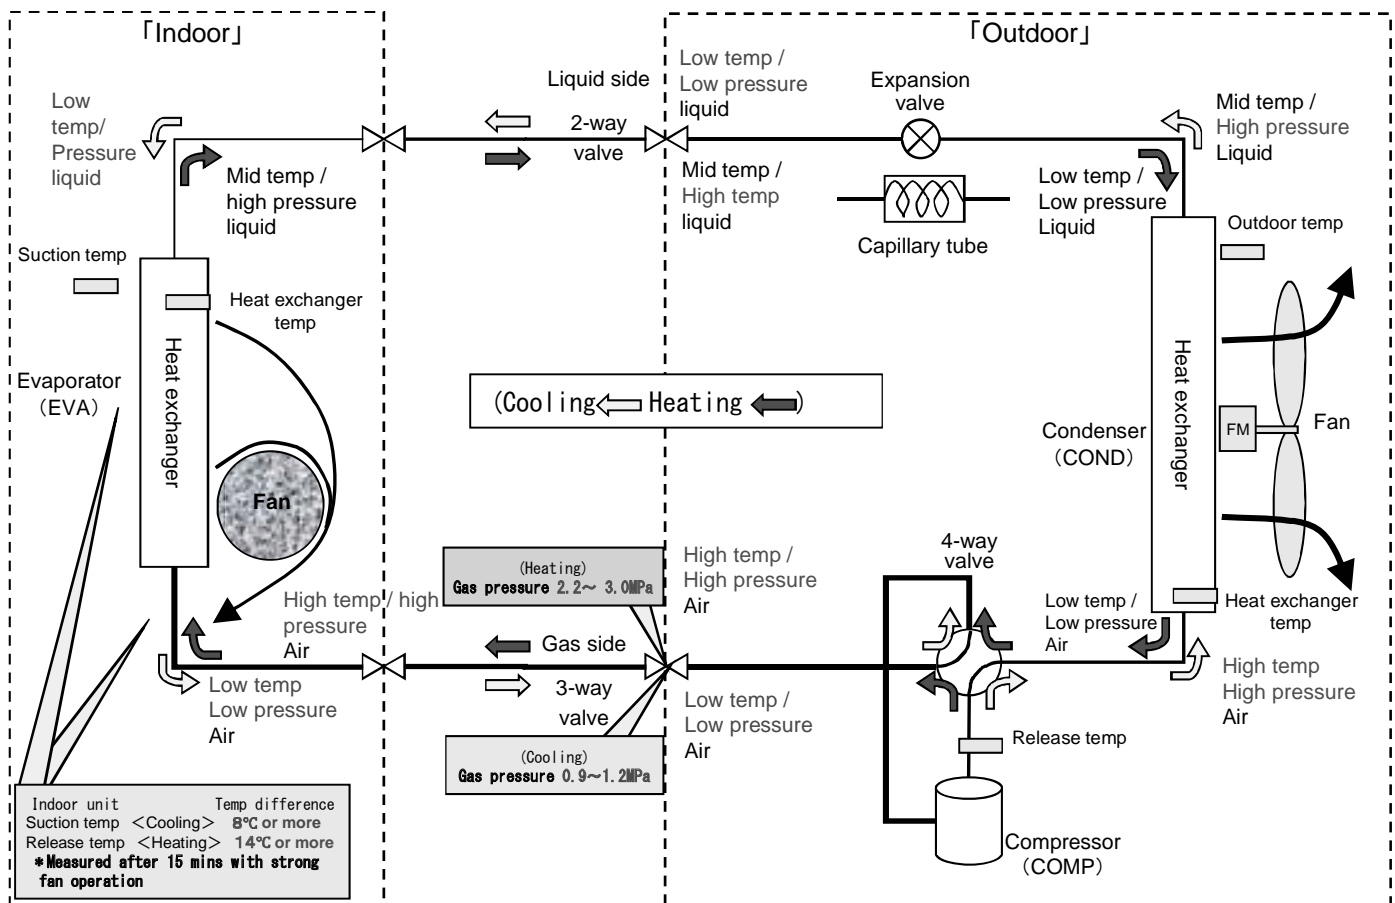 「Indoor」
「Outdoor」
Low
temp/
Pressure
liquid
Mid temp /
high pressure
liquid
Liquid side
2-way
valve
Low temp /
Low pressure
liquid
Mid temp /
High temp
liquid
Expansion
valve
Capillary tube
Mid temp /
High pressure
Liquid
Low temp /
Low pressure
Liquid
Suction temp
Heat exchanger
temp
Outdoor temp
Heat exchanger
Evaporator
(EVA)
Fan
(Cooling Heating )
Condenser
(COND)
Heat exchanger
FM
Fan
(Heating)
Gas pressure 2.2～ 3.0MPa
High temp /
High pressure
Air
4-way
valve
High temp / high
pressure
Air
Gas side
3-way
valve
Low temp /
Low pressure
Air
Heat exchanger
temp
Low temp
Low pressure
Air
Low temp /
Low pressure
Air
High temp
High pressure
Air
(Cooling)
Gas pressure 0.9～1.2MPa
Release temp
Compressor
(COMP)
Indoor unit Temp difference
Suction temp ＜Cooling＞ 8℃ or more
Release temp ＜Heating＞ 14℃ or more
＊Measured after 15 mins with strong
fan operation